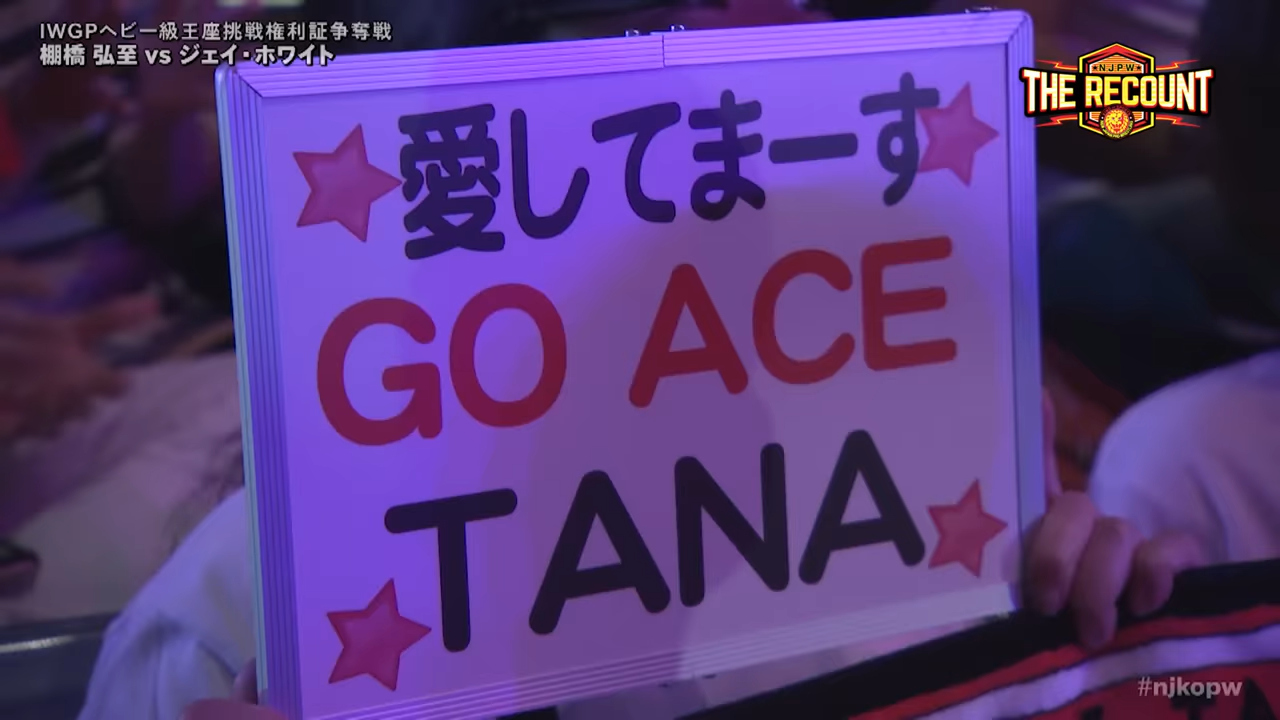 IWGPヘビー級王座挑戦権利証争奪戦
棚橋 弘至 vs ジェイ・ホワイト
NJPW
THE RECOUNT
愛してまーす
GO ACE
TANA
#njkopw